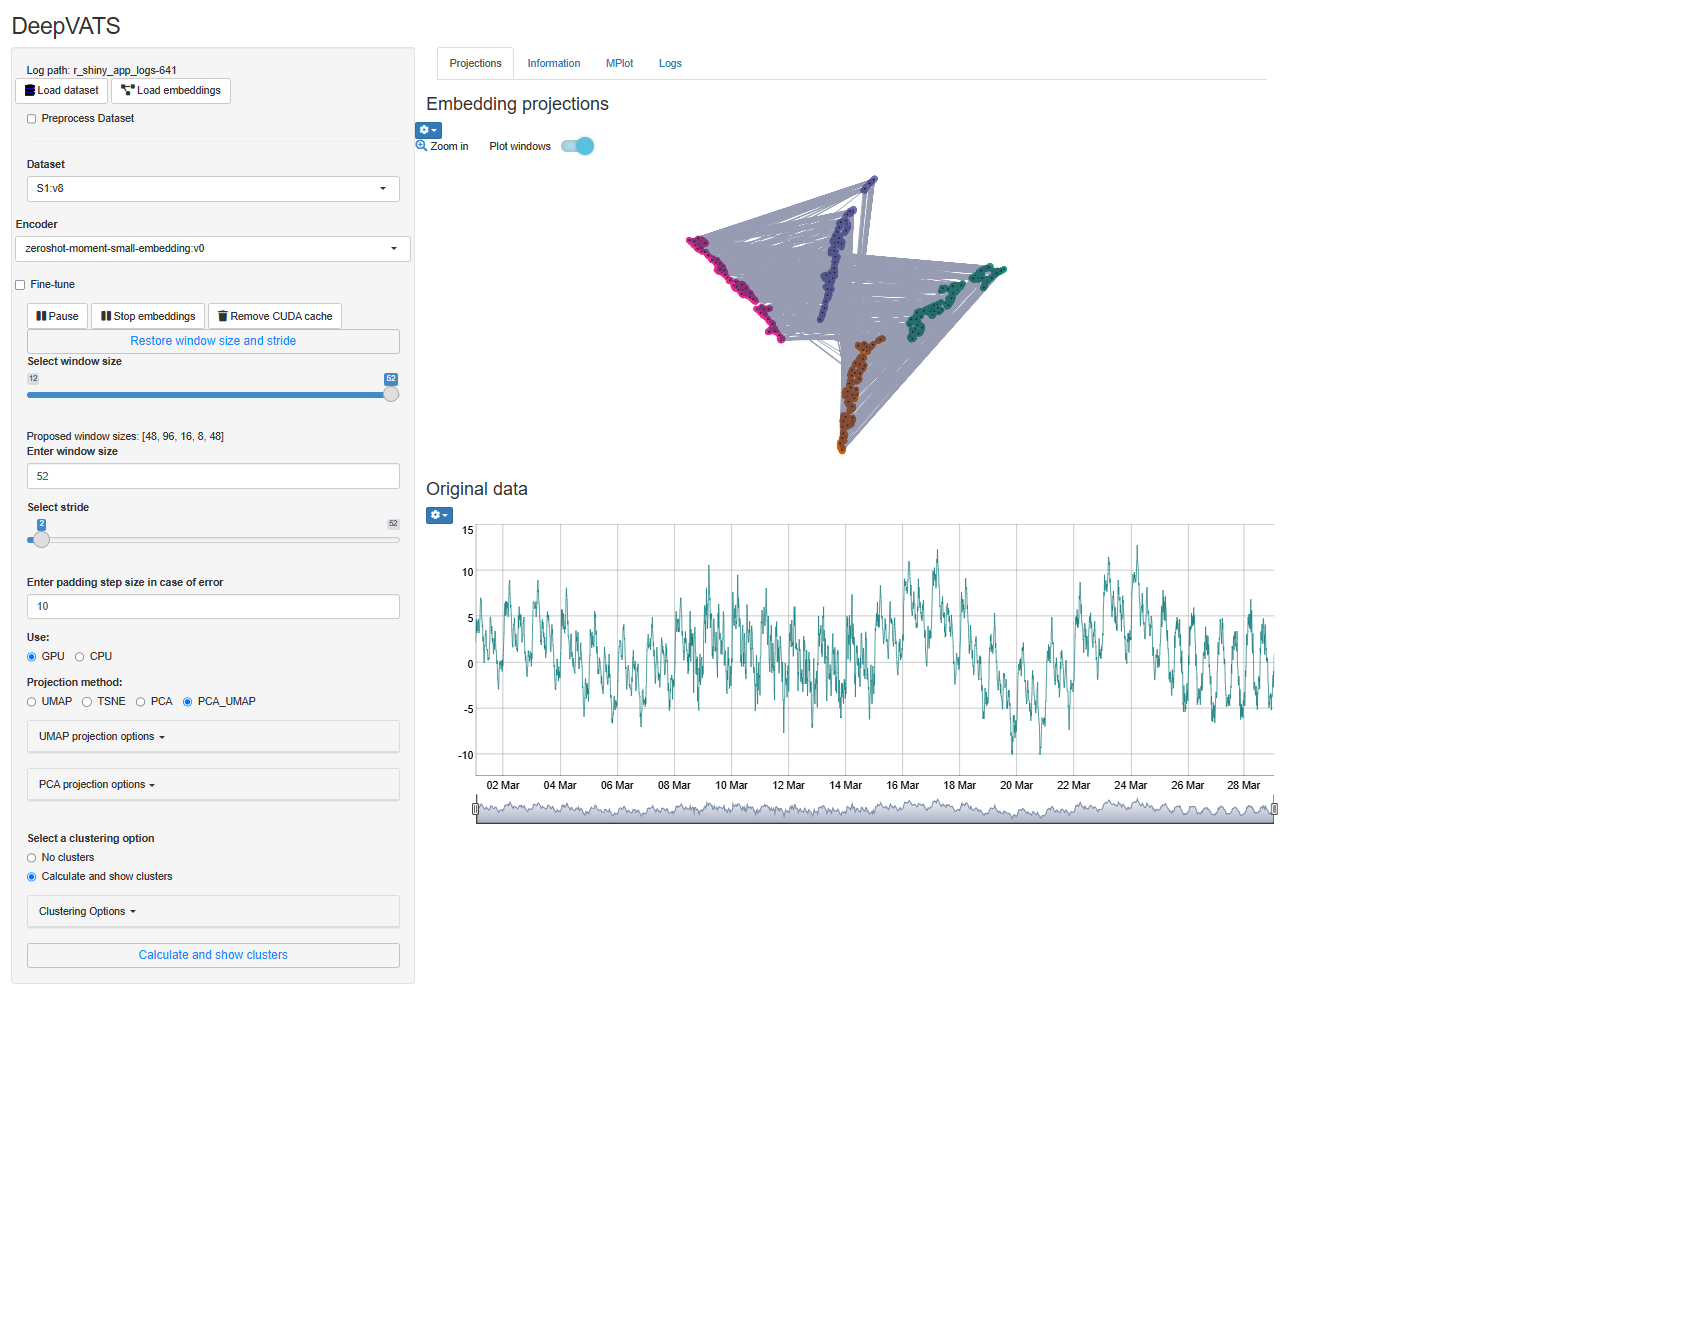 DeepVATS
Log path: r_shiny_app_logs-641
Load dataset
Load embeddings
Preprocess Dataset
Dataset
S1:v8
Encoder
zeroshot-moment-small-embedding:v0
Fine-tune
Pause
Stop embeddings
Remove CUDA cache
Restore window size and stride
Select window size
12
52
Proposed window sizes: [48, 96, 16, 8, 48]
Enter window size
52
Select stride
2
52
Enter padding step size in case of error
10
Use:
GPU
CPU
Projection method:
UMAP
TSNE
PCA
PCA_UMAP
UMAP projection options
PCA projection options
Select a clustering option
No clusters
Calculate and show clusters
Clustering Options
Calculate and show clusters
Projections
Information
MPlot
Logs
Embedding projections
Zoom in
Plot windows
Original data
15
10
5
0
-5
-10
02 Mar
04 Mar
06 Mar
08 Mar
10 Mar
12 Mar
14 Mar
16 Mar
18 Mar
20 Mar
22 Mar
24 Mar
26 Mar
28 Mar